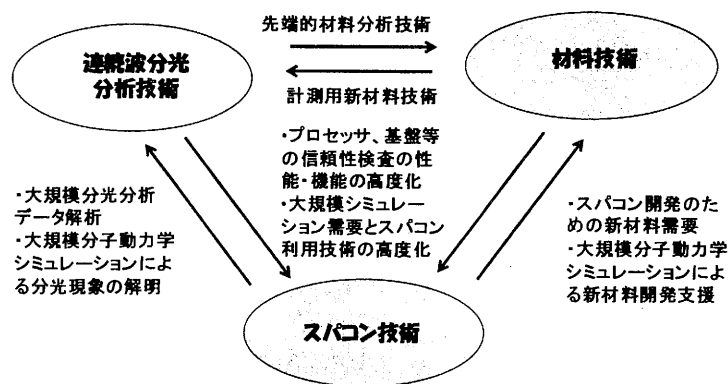 先端的材料分析技術
連続波分光
分析技術
材料技術
計測用新材料技術
・プロセッサ、基盤等
の信頼性検査の性
能・機能の高度化
・大規模シミュレー
ション需要とスパコン
利用技術の高度化
・大規模分光分析
データ解析
・大規模分子動力学
シミュレーションによ
る分光現象の解明
・スパコン開発のた
めの新材料需要
・大規模分子動力学
シミュレーションによ
る新材料開発支援
スパコン技術